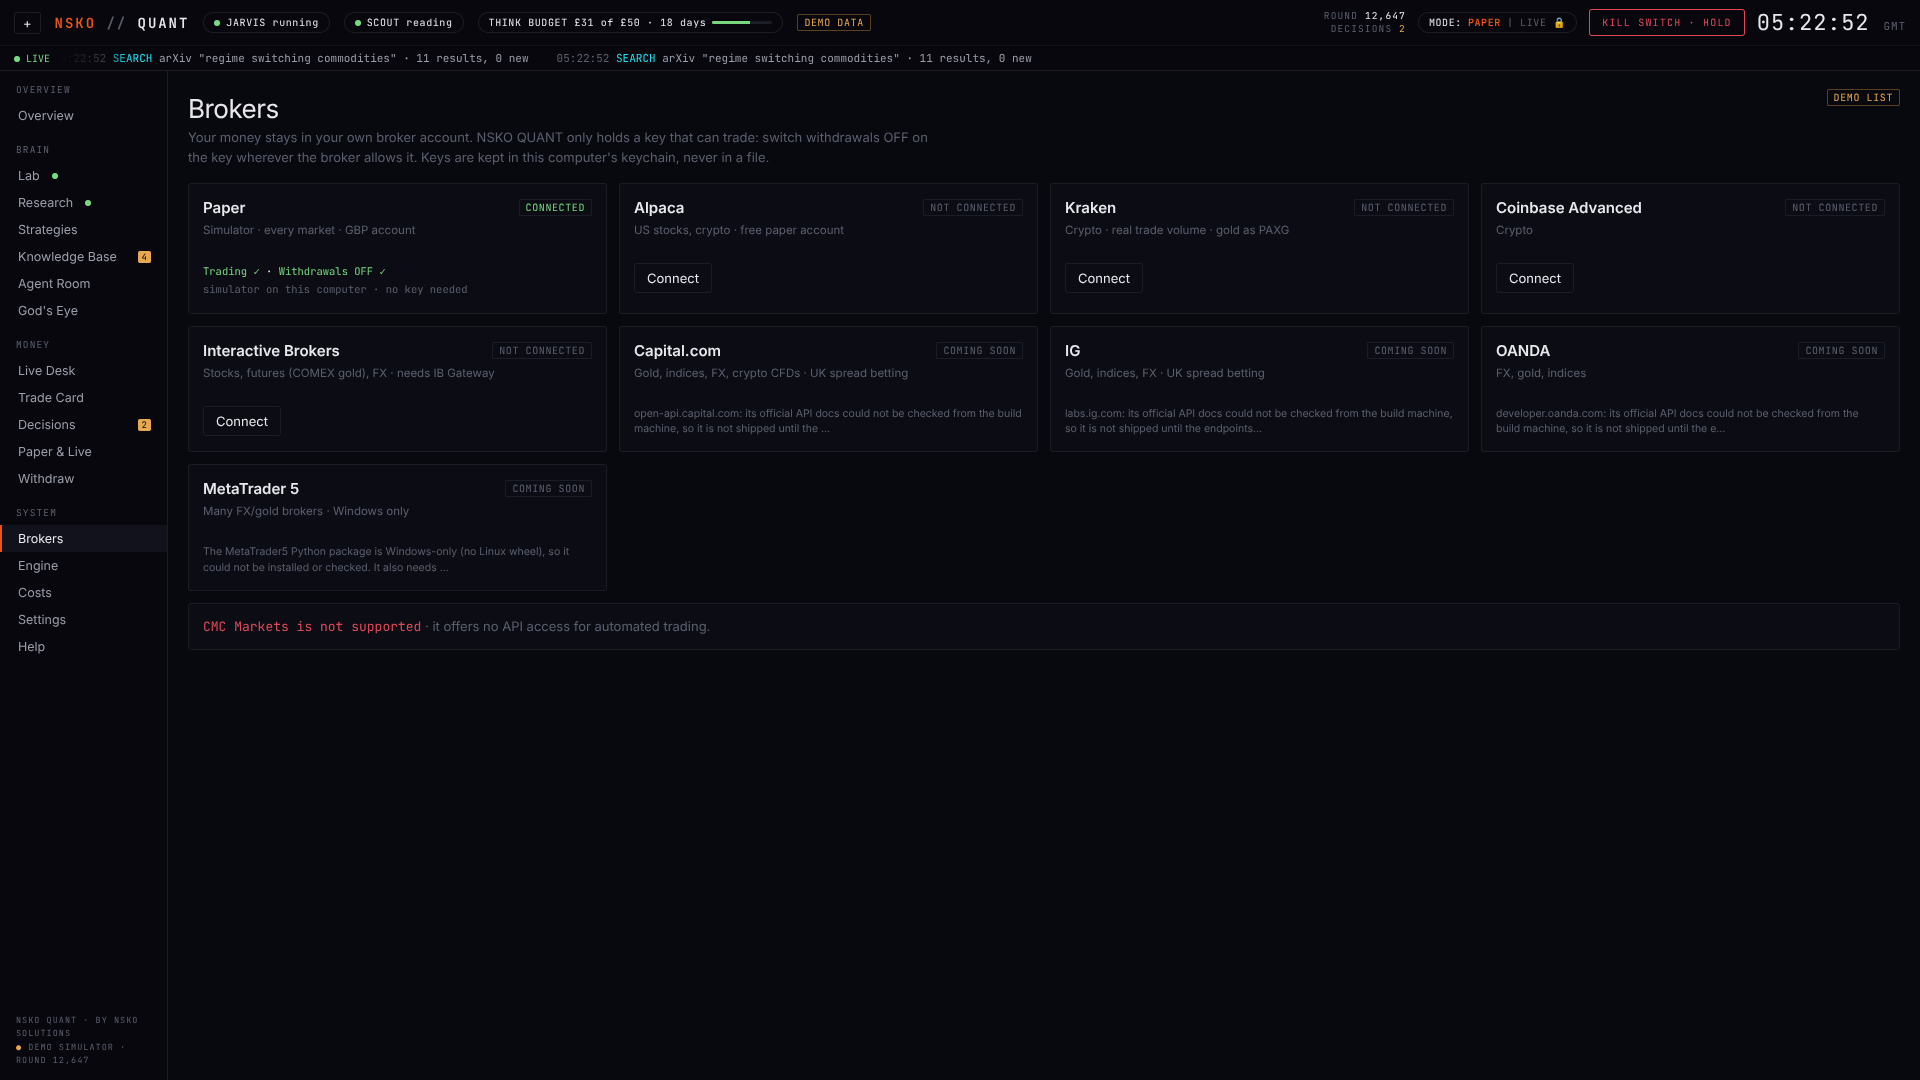 + NSKO // QUANT JARVIS running SCOUT reading THINK BUDGET £31 of £50 · 18 days DEMO DATA ROUND 12,647 DECISIONS 2 MODE: PAPER | LIVE 🔒 KILL SWITCH · HOLD 05:22:52 GMT
LIVE :22:52 SEARCH arXiv "regime switching commodities" · 11 results, 0 new 05:22:52 SEARCH arXiv "regime switching commodities" · 11 results, 0 new
OVERVIEW
Overview
BRAIN
Lab
Research
Strategies
Knowledge Base 4
Agent Room
God's Eye
MONEY
Live Desk
Trade Card
Decisions 2
Paper & Live
Withdraw
SYSTEM
Brokers
Engine
Costs
Settings
Help
NSKO QUANT · BY NSKO
SOLUTIONS
DEMO SIMULATOR ·
ROUND 12,647
Brokers
DEMO LIST
Your money stays in your own broker account. NSKO QUANT only holds a key that can trade: switch withdrawals OFF on
the key wherever the broker allows it. Keys are kept in this computer's keychain, never in a file.
Paper CONNECTED
Simulator · every market · GBP account
Trading ✓ · Withdrawals OFF ✓
simulator on this computer · no key needed
Alpaca NOT CONNECTED
US stocks, crypto · free paper account
Connect
Kraken NOT CONNECTED
Crypto · real trade volume · gold as PAXG
Connect
Coinbase Advanced NOT CONNECTED
Crypto
Connect
Interactive Brokers NOT CONNECTED
Stocks, futures (COMEX gold), FX · needs IB Gateway
Connect
Capital.com COMING SOON
Gold, indices, FX, crypto CFDs · UK spread betting
open-api.capital.com: its official API docs could not be checked from the build
machine, so it is not shipped until the ...
IG COMING SOON
Gold, indices, FX · UK spread betting
labs.ig.com: its official API docs could not be checked from the build machine,
so it is not shipped until the endpoints...
OANDA COMING SOON
FX, gold, indices
developer.oanda.com: its official API docs could not be checked from the
build machine, so it is not shipped until the e...
MetaTrader 5 COMING SOON
Many FX/gold brokers · Windows only
The MetaTrader5 Python package is Windows-only (no Linux wheel), so it
could not be installed or checked. It also needs ...
CMC Markets is not supported · it offers no API access for automated trading.